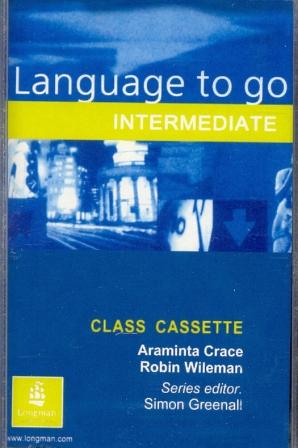 Language to go
INTERMEDIATE
CLASS CASSETTE
Araminta Crace
Robin Wileman
Series editor.
Simon Greenall
Longman
www.longman.com